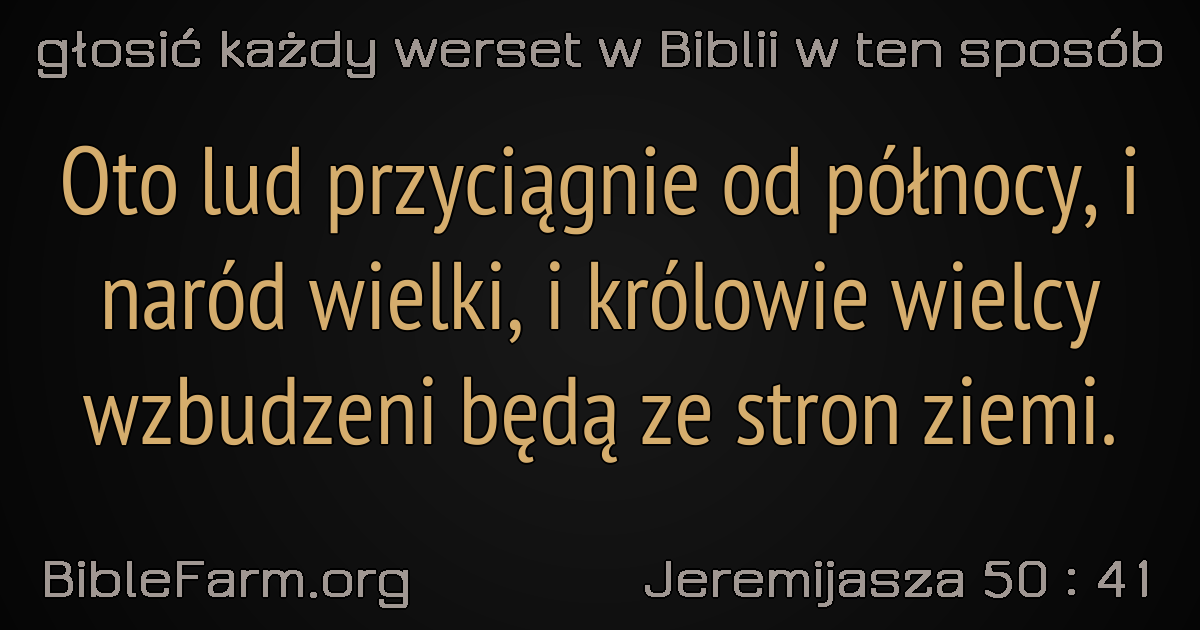 głosić każdy werset w Biblii w ten sposób
Oto lud przyciągnie od północy, i
naród wielki, i królowie wielcy
wzbudzeni będą ze stron ziemi.
BibleFarm.org
Jeremijasza 50 : 41